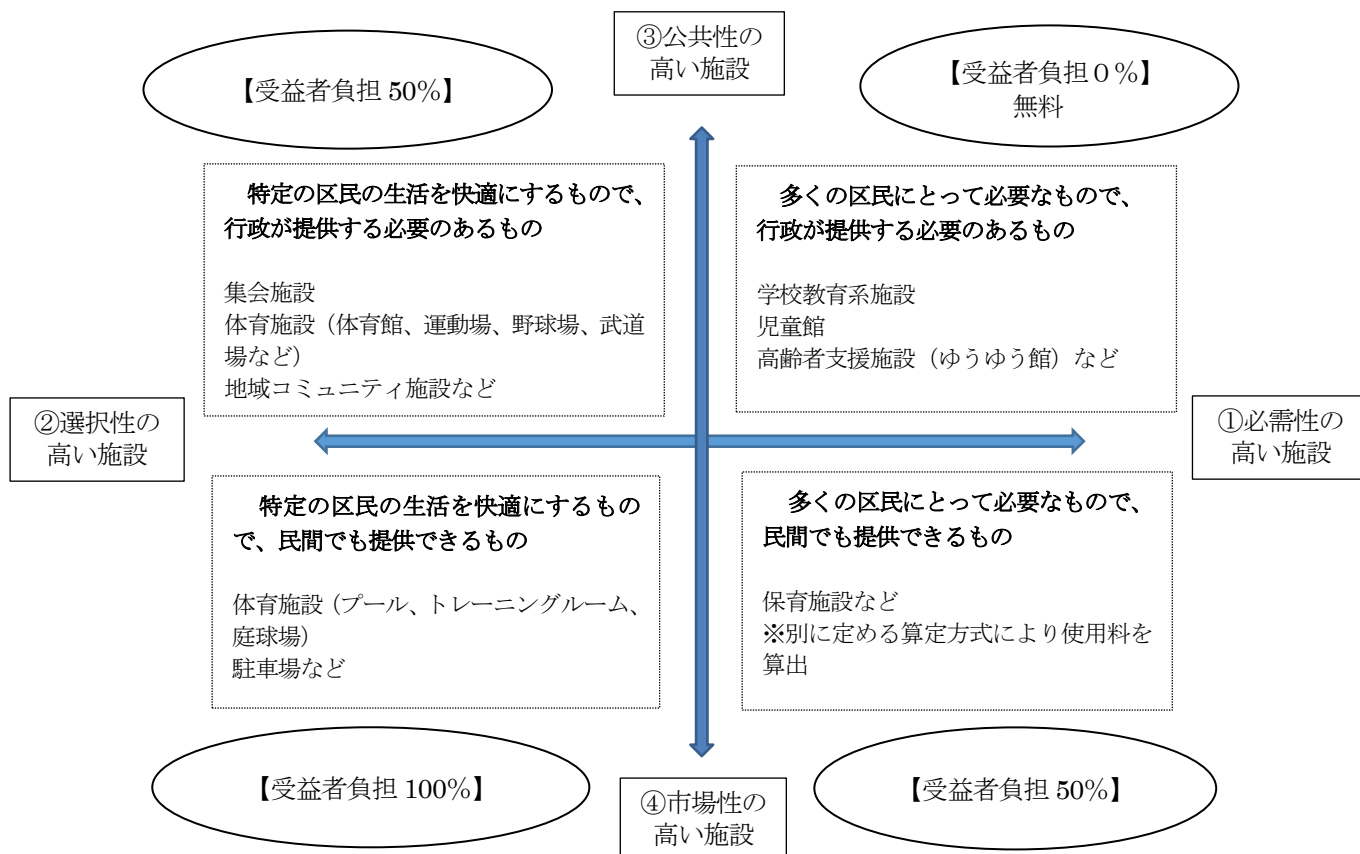 ③公共性の
高い施設
【受益者負担 50%】
【受益者負担０%】
無料
特定の区民の生活を快適にするもので、
行政が提供する必要のあるもの
集会施設
体育施設（体育館、運動場、野球場、武道
場など）
地域コミュニティ施設など
多くの区民にとって必要なもので、
行政が提供する必要のあるもの
学校教育系施設
児童館
高齢者支援施設（ゆうゆう館）など
②選択性の
高い施設
①必需性の
高い施設
特定の区民の生活を快適にするもの
で、民間でも提供できるもの
体育施設（プール、トレーニングルーム、
庭球場）
駐車場など
多くの区民にとって必要なもので、
民間でも提供できるもの
保育施設など
※別に定める算定方式により使用料を
算出
【受益者負担 100%】
④市場性の
高い施設
【受益者負担 50%】